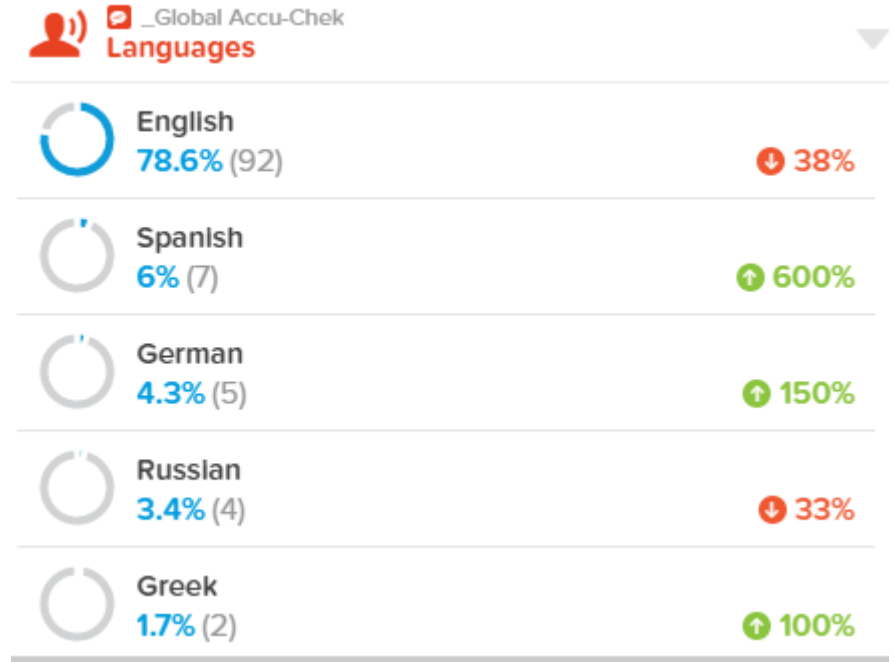 _Global Accu-Chek
Languages
English
78.6% (92)
38%
Spanish
6% (7)
600%
German
4.3% (5)
150%
Russian
3.4% (4)
33%
Greek
1.7% (2)
100%